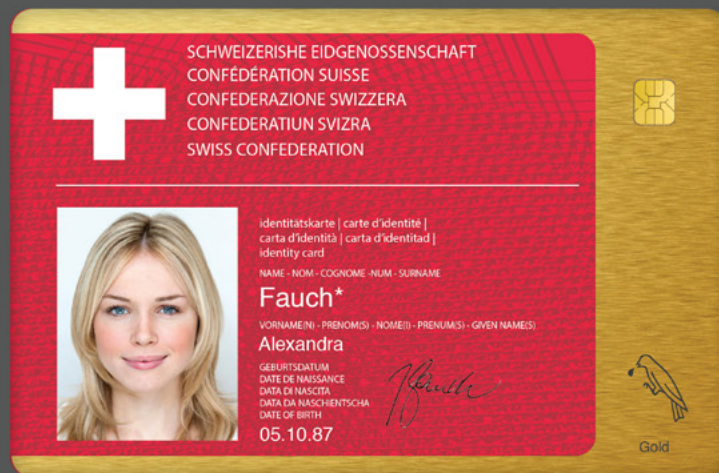 SCHWEIZERISHE EIDGENOSSENSCHAFT
CONFÉDÉRATION SUISSE
CONFEDERAZIONE SWIZZERA
CONFEDERATIUN SVIZRA
SWISS CONFEDERATION
identitätskarte | carte d'identité |
carta d'identità | carta d'identitad |
identity card
NAME - NOM - COGNOME -NUM - SURNAME
Fauch*
VORNAME(N) - PRENOM(S) - NOME(I) - PRENUM(S) - GIVEN NAME(S)
Alexandra
GEBURTSDATUM
DATE DE NAISSANCE
DATA DI NASCITA
DATA DA NASCHIENTSCHA
DATE OF BIRTH
05.10.87
Gold